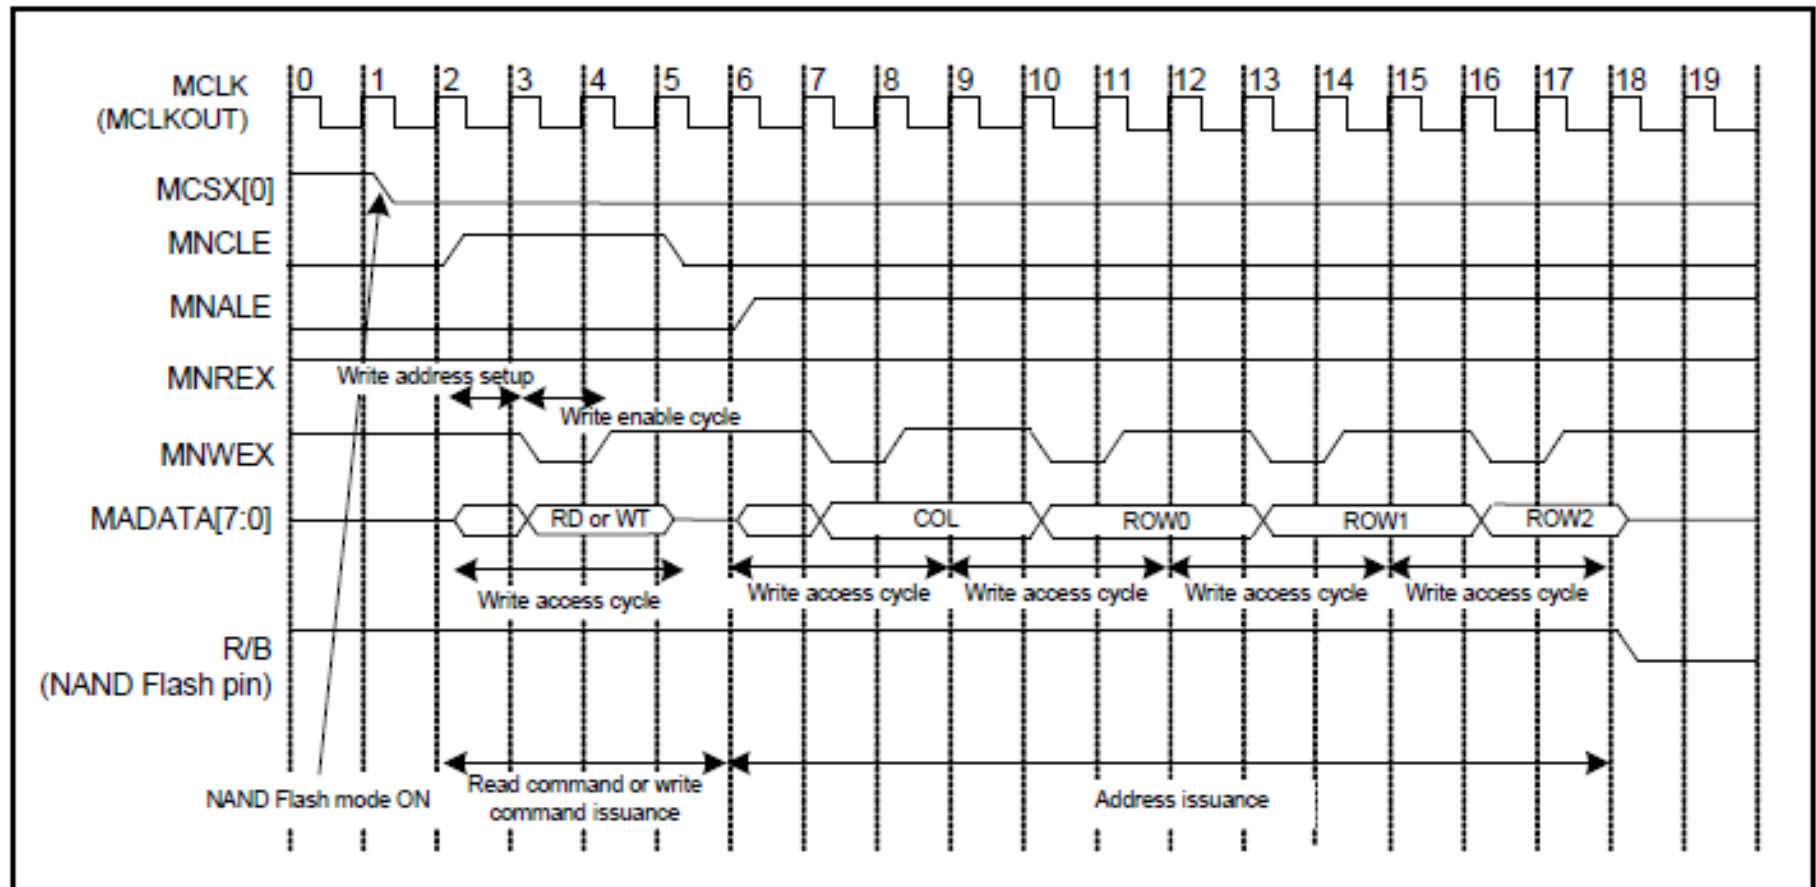 0 1 2 3 4 5 6 7 8 9 10 11 12 13 14 15 16 17 18 19
MCLK
(MCLKOUT)
MCSX[0]
MNCLE
MNALE
MNREX
Write address setup
Write enable cycle
MNWEX
MADATA[7:0]
RD or WT COL ROW0 ROW1 ROW2
Write access cycle Write access cycle Write access cycle Write access cycle Write access cycle
R/B
(NAND Flash pin)
NAND Flash mode ON
Read command or write
command issuance
Address issuance